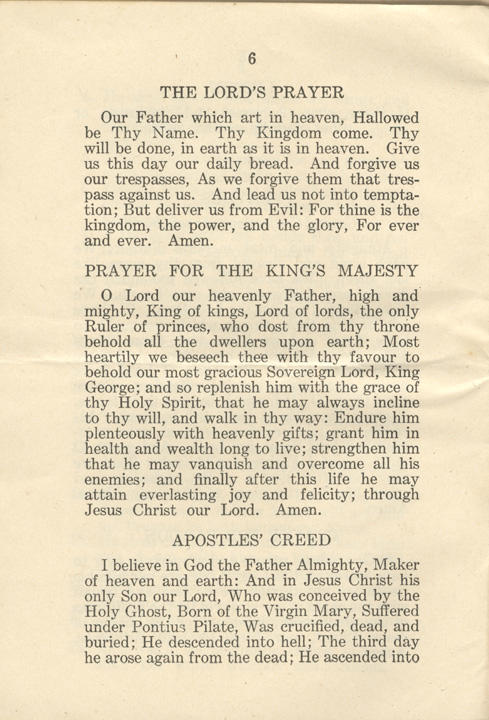 6
THE LORD'S PRAYER
Our Father which art in heaven, Hallowed
be Thy Name. Thy Kingdom come. Thy
will be done, in earth as it is in heaven. Give
us this day our daily bread. And forgive us
our trespasses, As we forgive them that tres-
pass against us. And lead us not into tempta-
tion; But deliver us from Evil: For thine is the
kingdom, the power, and the glory, For ever
and ever. Amen.
PRAYER FOR THE KING'S MAJESTY
O Lord our heavenly Father, high and
mighty, King of kings, Lord of lords, the only
Ruler of princes, who dost from thy throne
behold all the dwellers upon earth; Most
heartily we beseech thee with thy favour to
behold our most gracious Sovereign Lord, King
George; and so replenish him with the grace of
thy Holy Spirit, that he may always incline
to thy will, and walk in thy way: Endure him
plenteously with heavenly gifts; grant him in
health and wealth long to live; strengthen him
that he may vanquish and overcome all his
enemies; and finally after this life he may
attain everlasting joy and felicity; through
Jesus Christ our Lord. Amen.
APOSTLES' CREED
I believe in God the Father Almighty, Maker
of heaven and earth: And in Jesus Christ his
only Son our Lord, Who was conceived by the
Holy Ghost, Born of the Virgin Mary, Suffered
under Pontius Pilate, Was crucified, dead, and
buried; He descended into hell; The third day
he arose again from the dead; He ascended into